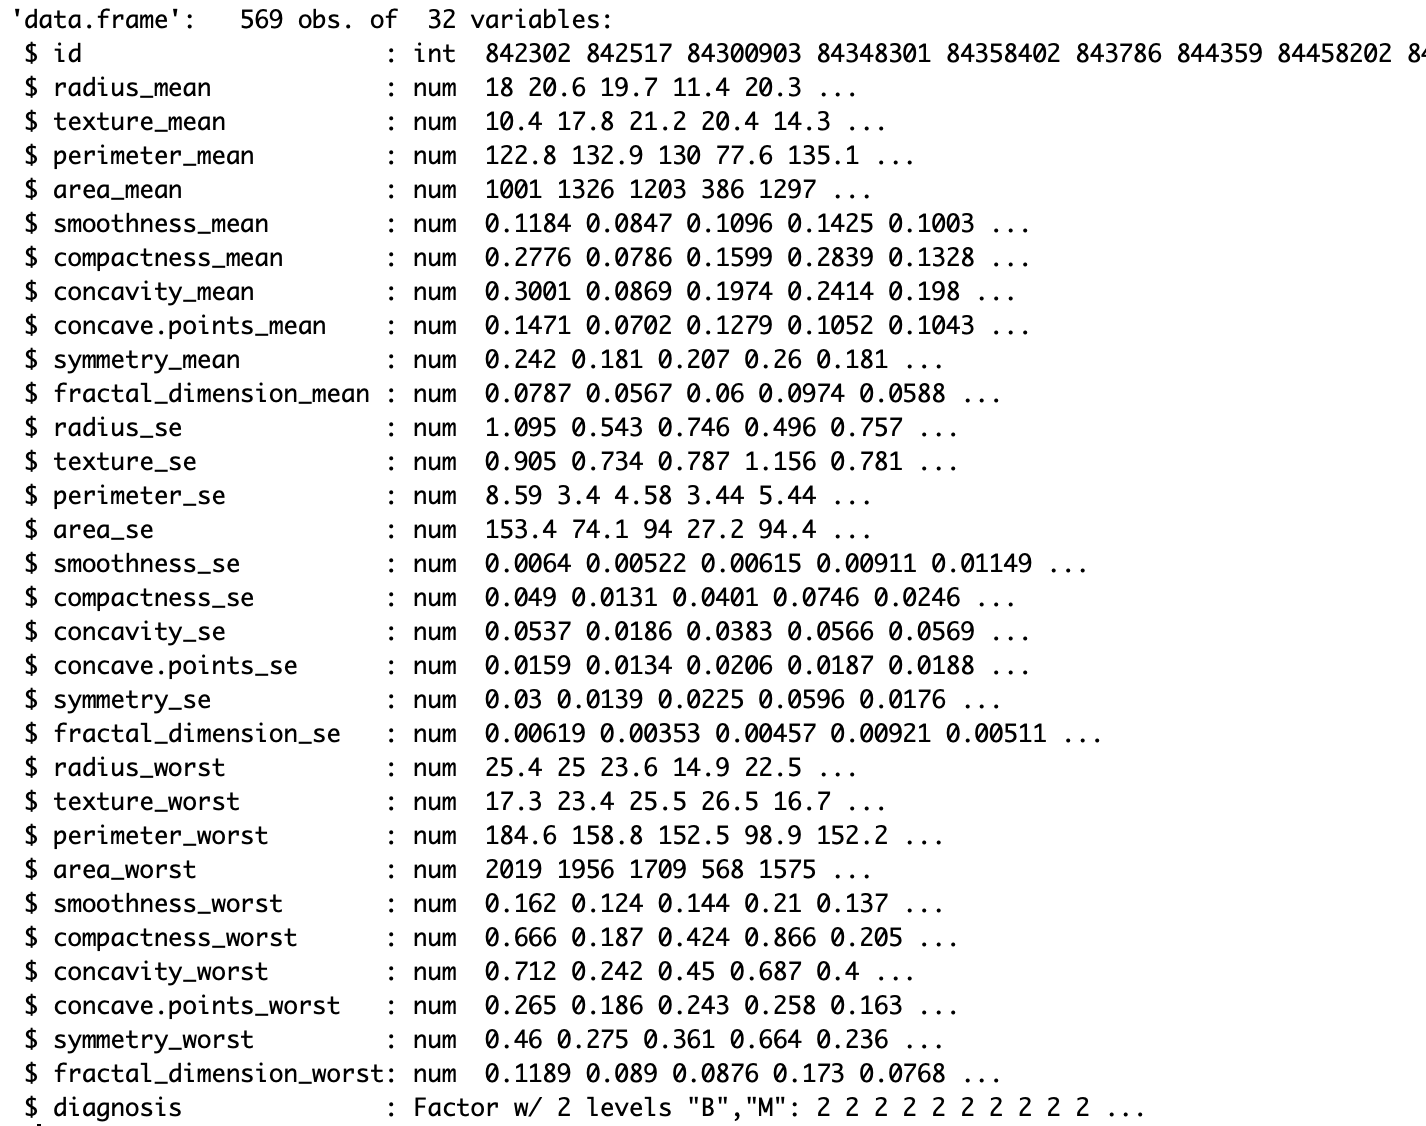 'data.frame':   569 obs. of  32 variables:
 $ id                     : int  842302 842517 84300903 84348301 84358402 843786 844359 84458202
 $ radius_mean            : num  18 20.6 19.7 11.4 20.3 ...
 $ texture_mean           : num  10.4 17.8 21.2 20.4 14.3 ...
 $ perimeter_mean         : num  122.8 132.9 130 77.6 135.1 ...
 $ area_mean              : num  1001 1326 1203 386 1297 ...
 $ smoothness_mean        : num  0.1184 0.0847 0.1096 0.1425 0.1003 ...
 $ compactness_mean       : num  0.2776 0.0786 0.1599 0.2839 0.1328 ...
 $ concavity_mean         : num  0.3001 0.0869 0.1974 0.2414 0.198 ...
 $ concave.points_mean    : num  0.1471 0.0702 0.1279 0.1052 0.1043 ...
 $ symmetry_mean          : num  0.242 0.181 0.207 0.26 0.181 ...
 $ fractal_dimension_mean : num  0.0787 0.0567 0.06 0.0974 0.0588 ...
 $ radius_se              : num  1.095 0.543 0.746 0.496 0.757 ...
 $ texture_se             : num  0.905 0.734 0.787 1.156 0.781 ...
 $ perimeter_se           : num  8.59 3.4 4.58 3.44 5.44 ...
 $ area_se                : num  153.4 74.1 94 27.2 94.4 ...
 $ smoothness_se          : num  0.0064 0.00522 0.00615 0.00911 0.01149 ...
 $ compactness_se         : num  0.049 0.0131 0.0401 0.0746 0.0246 ...
 $ concavity_se           : num  0.0537 0.0186 0.0383 0.0566 0.0569 ...
 $ concave.points_se      : num  0.0159 0.0134 0.0206 0.0187 0.0188 ...
 $ symmetry_se            : num  0.03 0.0139 0.0225 0.0596 0.0176 ...
 $ fractal_dimension_se   : num  0.00619 0.00353 0.00457 0.00921 0.00511 ...
 $ radius_worst           : num  25.4 25 23.6 14.9 22.5 ...
 $ texture_worst          : num  17.3 23.4 25.5 26.5 16.7 ...
 $ perimeter_worst        : num  184.6 158.8 152.5 98.9 152.2 ...
 $ area_worst             : num  2019 1956 1709 568 1575 ...
 $ smoothness_worst       : num  0.162 0.124 0.144 0.21 0.137 ...
 $ compactness_worst      : num  0.666 0.187 0.424 0.866 0.205 ...
 $ concavity_worst        : num  0.712 0.242 0.45 0.687 0.4 ...
 $ concave.points_worst   : num  0.265 0.186 0.243 0.258 0.163 ...
 $ symmetry_worst         : num  0.46 0.275 0.361 0.664 0.236 ...
 $ fractal_dimension_worst: num  0.1189 0.089 0.0876 0.173 0.0768 ...
 $ diagnosis              : Factor w/ 2 levels "B","M": 2 2 2 2 2 2 2 2 2 2 ...